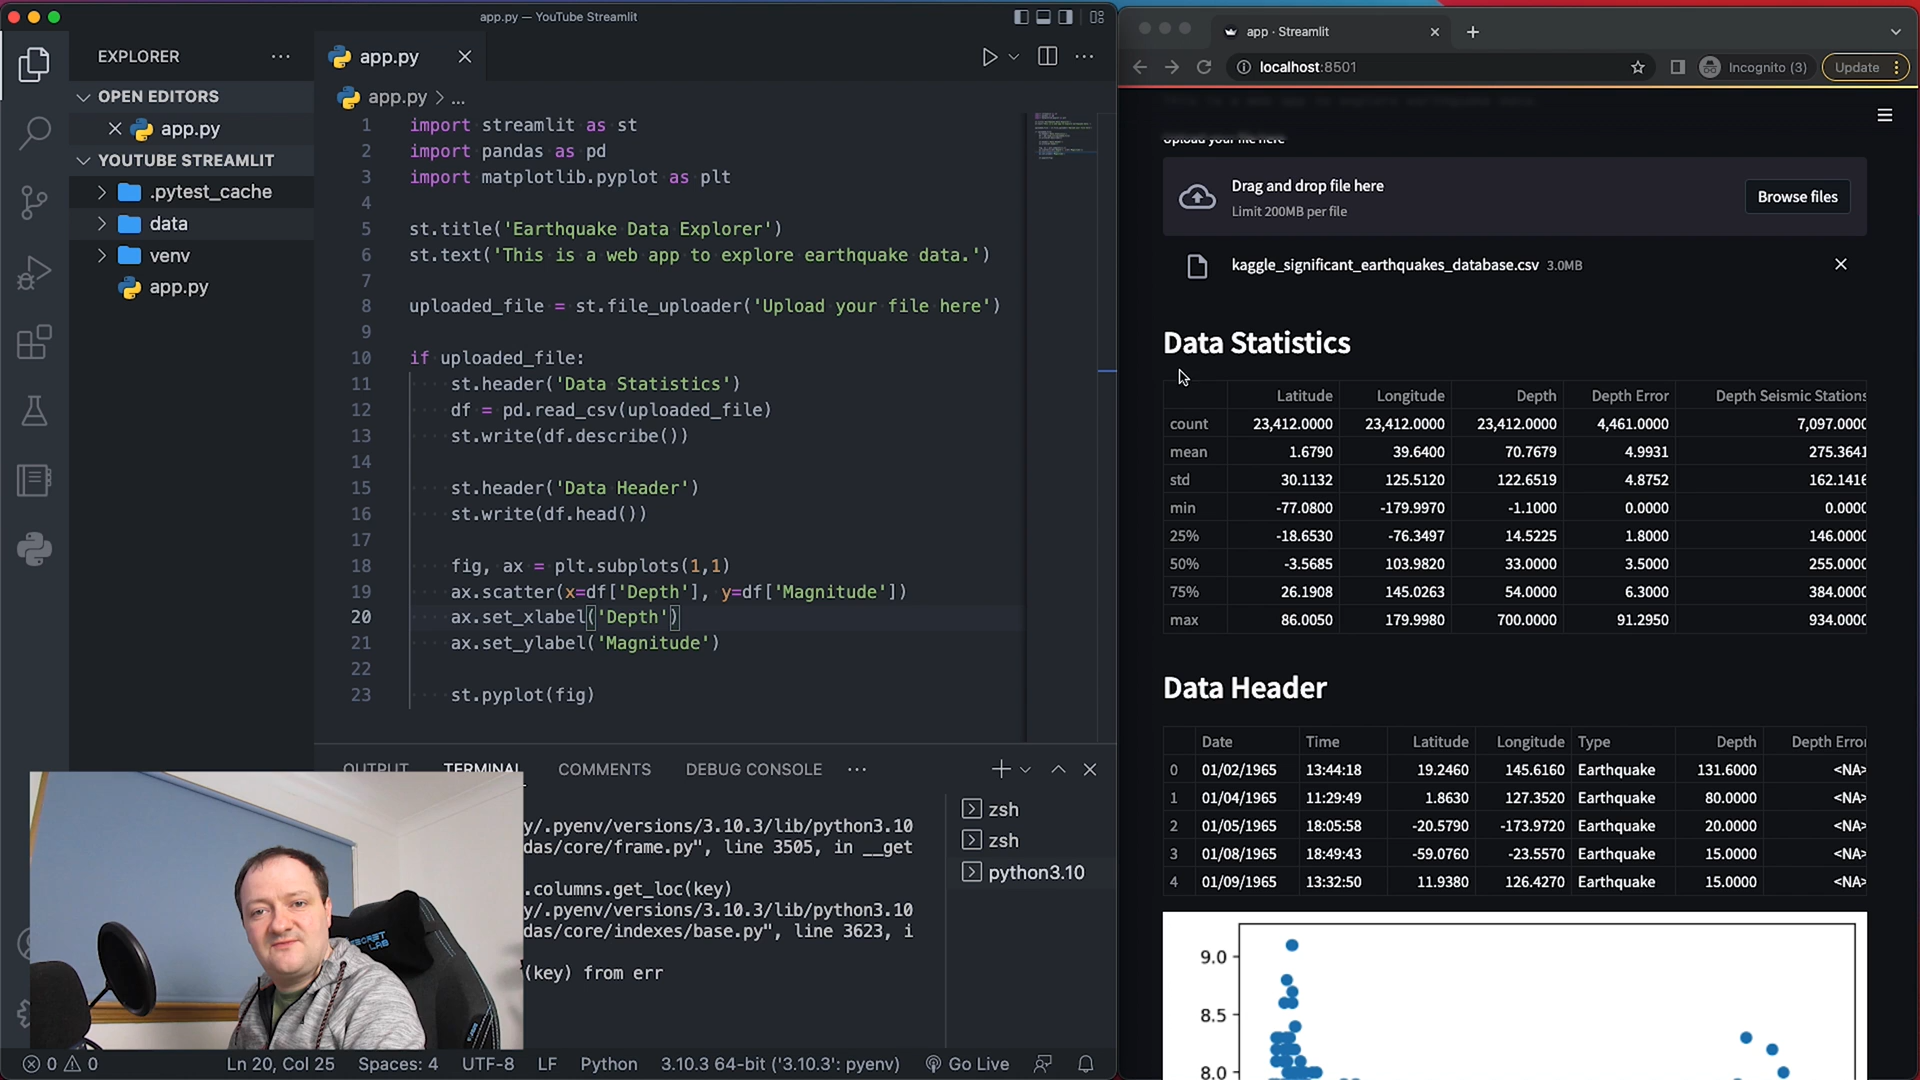 app.py — YouTube Streamlit
EXPLORER
OPEN EDITORS
app.py
YOUTUBE STREAMLIT
.pytest_cache
data
venv
app.py
app.py
app.py > ...
1 import streamlit as st
2 import pandas as pd
3 import matplotlib.pyplot as plt
4
5 st.title('Earthquake Data Explorer')
6 st.text('This is a web app to explore earthquake data.')
7
8 uploaded_file = st.file_uploader('Upload your file here')
9
10 if uploaded_file:
11 st.header('Data Statistics')
12 df = pd.read_csv(uploaded_file)
13 st.write(df.describe())
14
15 st.header('Data Header')
16 st.write(df.head())
17
18 fig, ax = plt.subplots(1,1)
19 ax.scatter(x=df['Depth'], y=df['Magnitude'])
20 ax.set_xlabel('Depth')
21 ax.set_ylabel('Magnitude')
22
23 st.pyplot(fig)
OUTPUT TERMINAL COMMENTS DEBUG CONSOLE
y/.pyenv/versions/3.10.3/lib/python3.10
das/core/frame.py", line 3505, in __get
.columns.get_loc(key)
y/.pyenv/versions/3.10.3/lib/python3.10
das/core/indexes/base.py", line 3623, i
(key) from err
zsh
zsh
python3.10
SECRET
LAB
0 0 Ln 20, Col 25 Spaces: 4 UTF-8 LF Python 3.10.3 64-bit ('3.10.3': pyenv) Go Live
app · Streamlit
localhost:8501 Incognito (3) Update
Upload your file here
Drag and drop file here
Limit 200MB per file
Browse files
kaggle_significant_earthquakes_database.csv 3.0MB
Data Statistics
Latitude Longitude Depth Depth Error Depth Seismic Stations
count 23,412.0000 23,412.0000 23,412.0000 4,461.0000 7,097.0000
mean 1.6790 39.6400 70.7679 4.9931 275.3641
std 30.1132 125.5120 122.6519 4.8752 162.1416
min -77.0800 -179.9970 -1.1000 0.0000 0.0000
25% -18.6530 -76.3497 14.5225 1.8000 146.0000
50% -3.5685 103.9820 33.0000 3.5000 255.0000
75% 26.1908 145.0263 54.0000 6.3000 384.0000
max 86.0050 179.9980 700.0000 91.2950 934.0000
Data Header
Date Time Latitude Longitude Type Depth Depth Error
0 01/02/1965 13:44:18 19.2460 145.6160 Earthquake 131.6000 <NA>
1 01/04/1965 11:29:49 1.8630 127.3520 Earthquake 80.0000 <NA>
2 01/05/1965 18:05:58 -20.5790 -173.9720 Earthquake 20.0000 <NA>
3 01/08/1965 18:49:43 -59.0760 -23.5570 Earthquake 15.0000 <NA>
4 01/09/1965 13:32:50 11.9380 126.4270 Earthquake 15.0000 <NA>
9.0
8.5
8.0